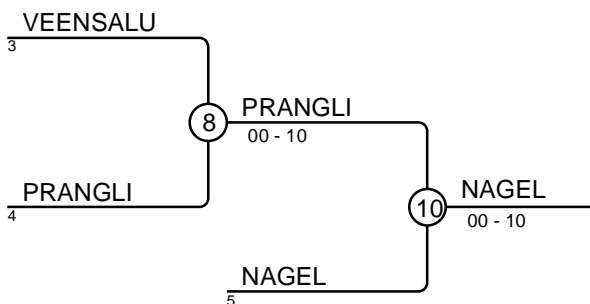 VEENSALU
3
8
PRANGLI
00 - 10
PRANGLI
4
10
NAGEL
00 - 10
NAGEL
5